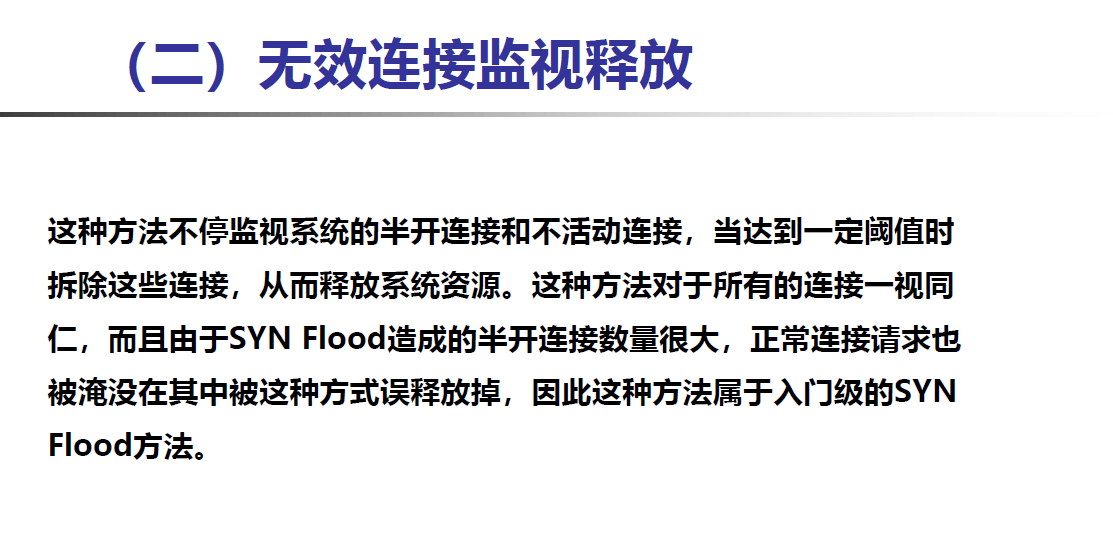 （二）无效连接监视释放
这种方法不停监视系统的半开连接和不活动连接，当达到一定阈值时
拆除这些连接，从而释放系统资源。这种方法对于所有的连接一视同
仁，而且由于SYN Flood造成的半开连接数量很大，正常连接请求也
被淹没在其中被这种方式误释放掉，因此这种方法属于入门级的SYN
Flood方法。